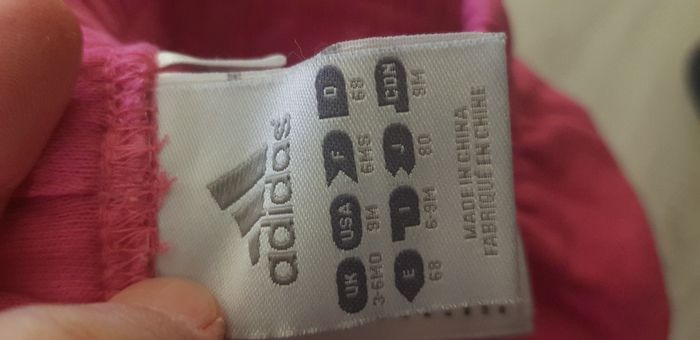 adidas
UK 3-6MO USA 9M F 6MS D 68
E 68 I 6-9M J 80 CDN 9M
MADE IN CHINA
FABRIQUÉ EN CHINE